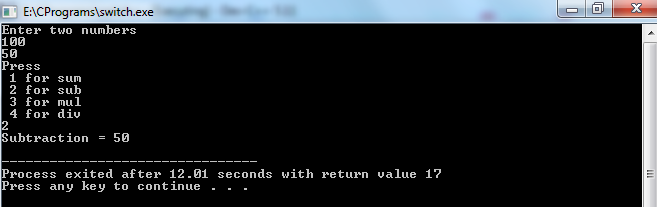 E:\CPrograms\switch.exe
Enter two numbers
100
50
Press
 1 for sum
 2 for sub
 3 for mul
 4 for div
2
Subtraction = 50
--------------------------------
Process exited after 12.01 seconds with return value 17
Press any key to continue . . .